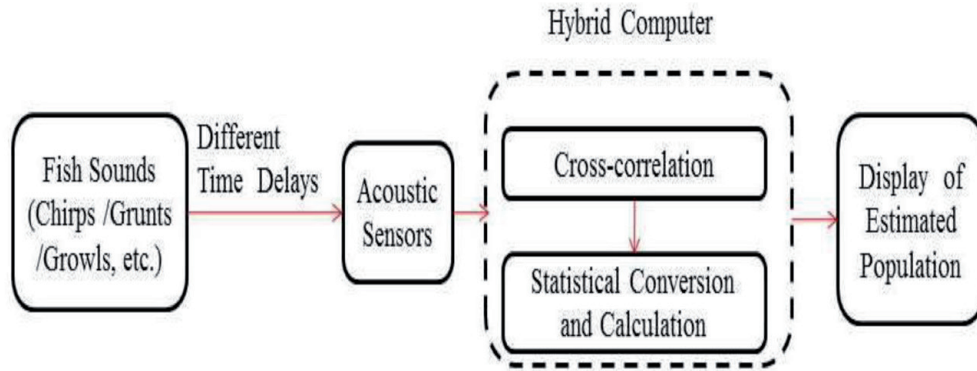 Hybrid Computer
Fish Sounds
(Chirps /Grunts
/Growls, etc.)
Different
Time Delays
Acoustic
Sensors
Cross-correlation
Statistical Conversion
and Calculation
Display of
Estimated
Population